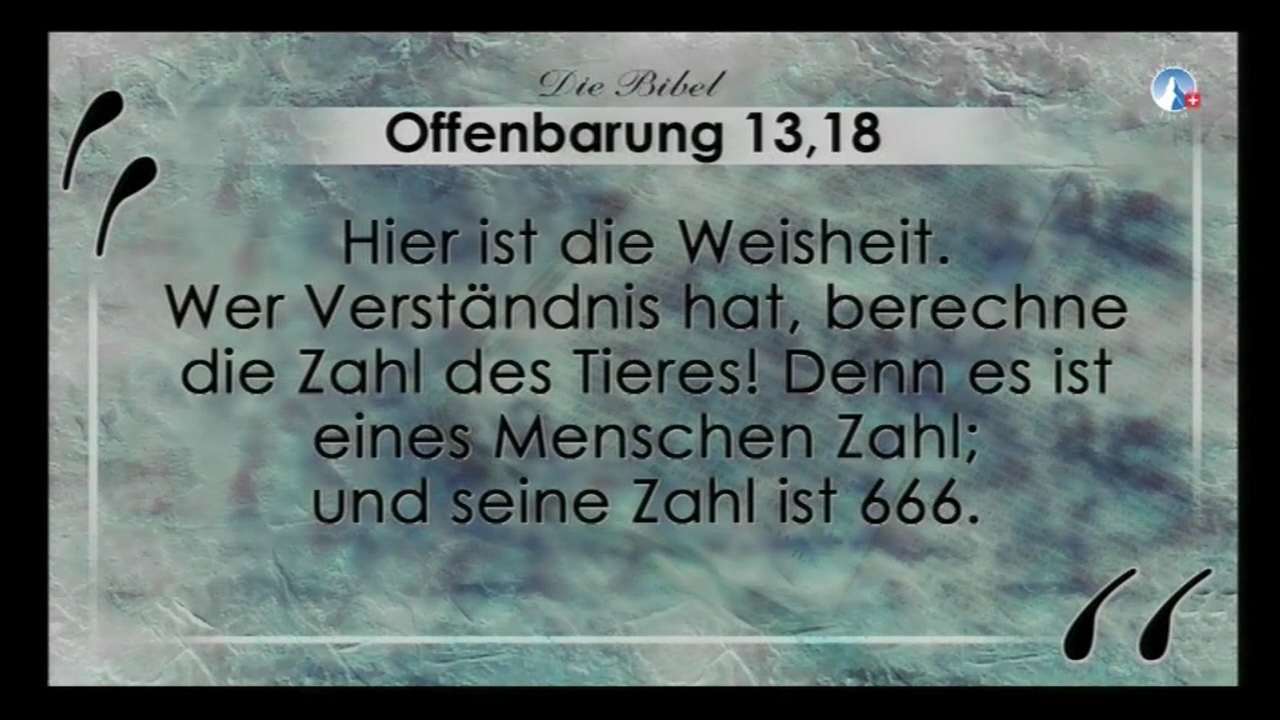 Die Bibel
Offenbarung 13,18
Hier ist die Weisheit.
Wer Verständnis hat, berechne
die Zahl des Tieres! Denn es ist
eines Menschen Zahl;
und seine Zahl ist 666.